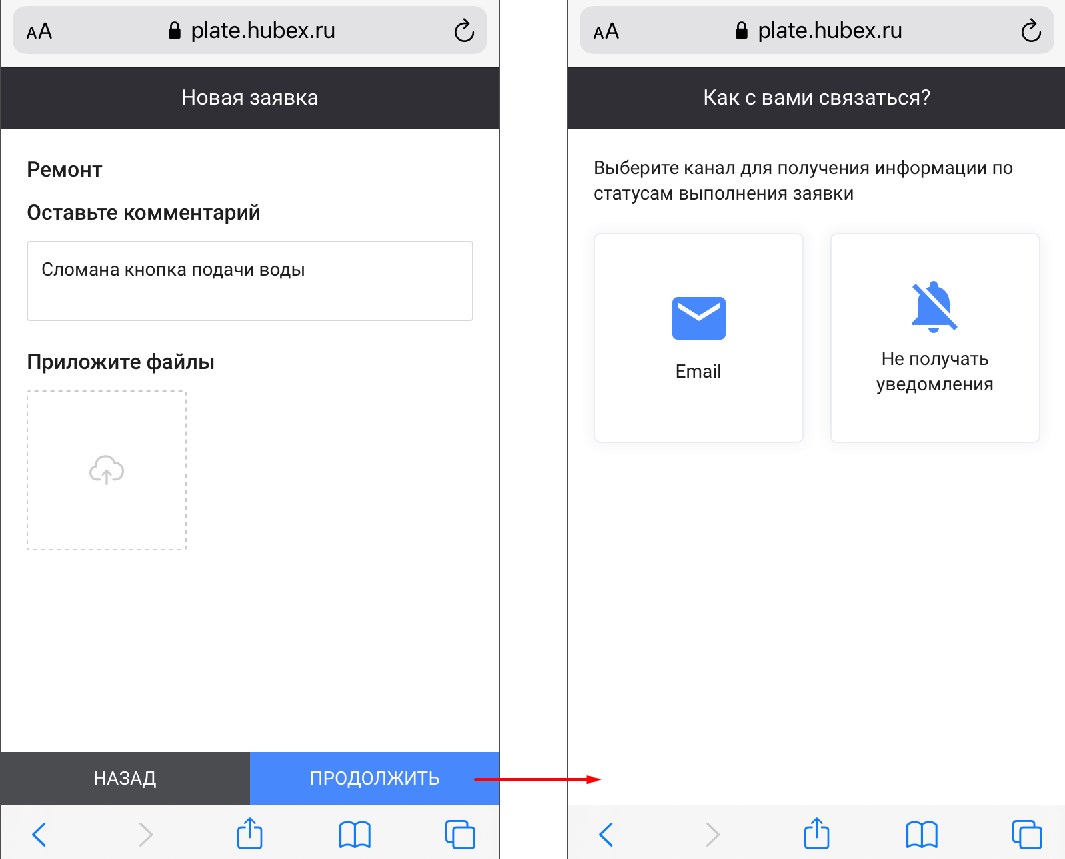 AA plate.hubex.ru
Новая заявка
Ремонт
Оставьте комментарий
Сломана кнопка подачи воды
Приложите файлы
НАЗАД
ПРОДОЛЖИТЬ
AA plate.hubex.ru
Как с вами связаться?
Выберите канал для получения информации по
статусам выполнения заявки
Email
Не получать
уведомления